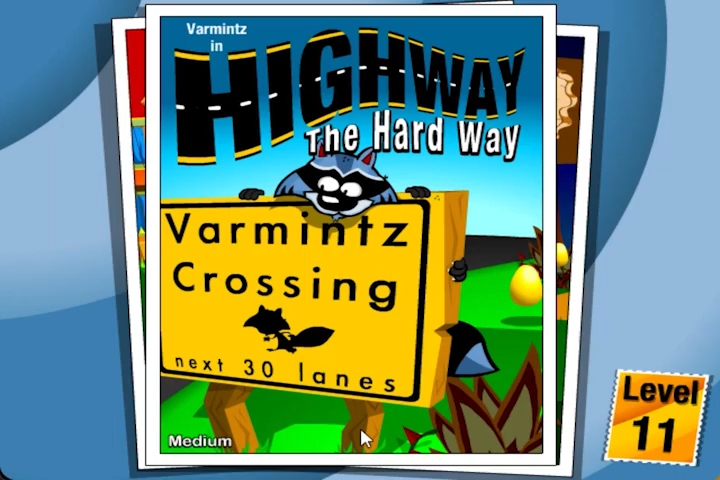 Varmintz
in
HIGHWAY
The Hard Way
Varmintz
Crossing
next 30 lanes
Medium
Level
11